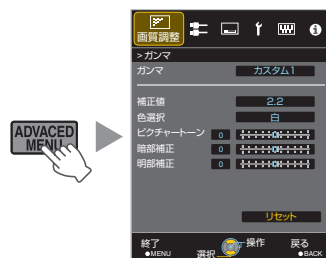 画質調整
>ガンマ
ガンマ カスタム1
補正値 2.2
色選択 白
ピクチャートーン 0
暗部補正 0
明部補正 0
リセット
ADVACED
MENU
終了 操作 戻る
●MENU 選択 ●BACK